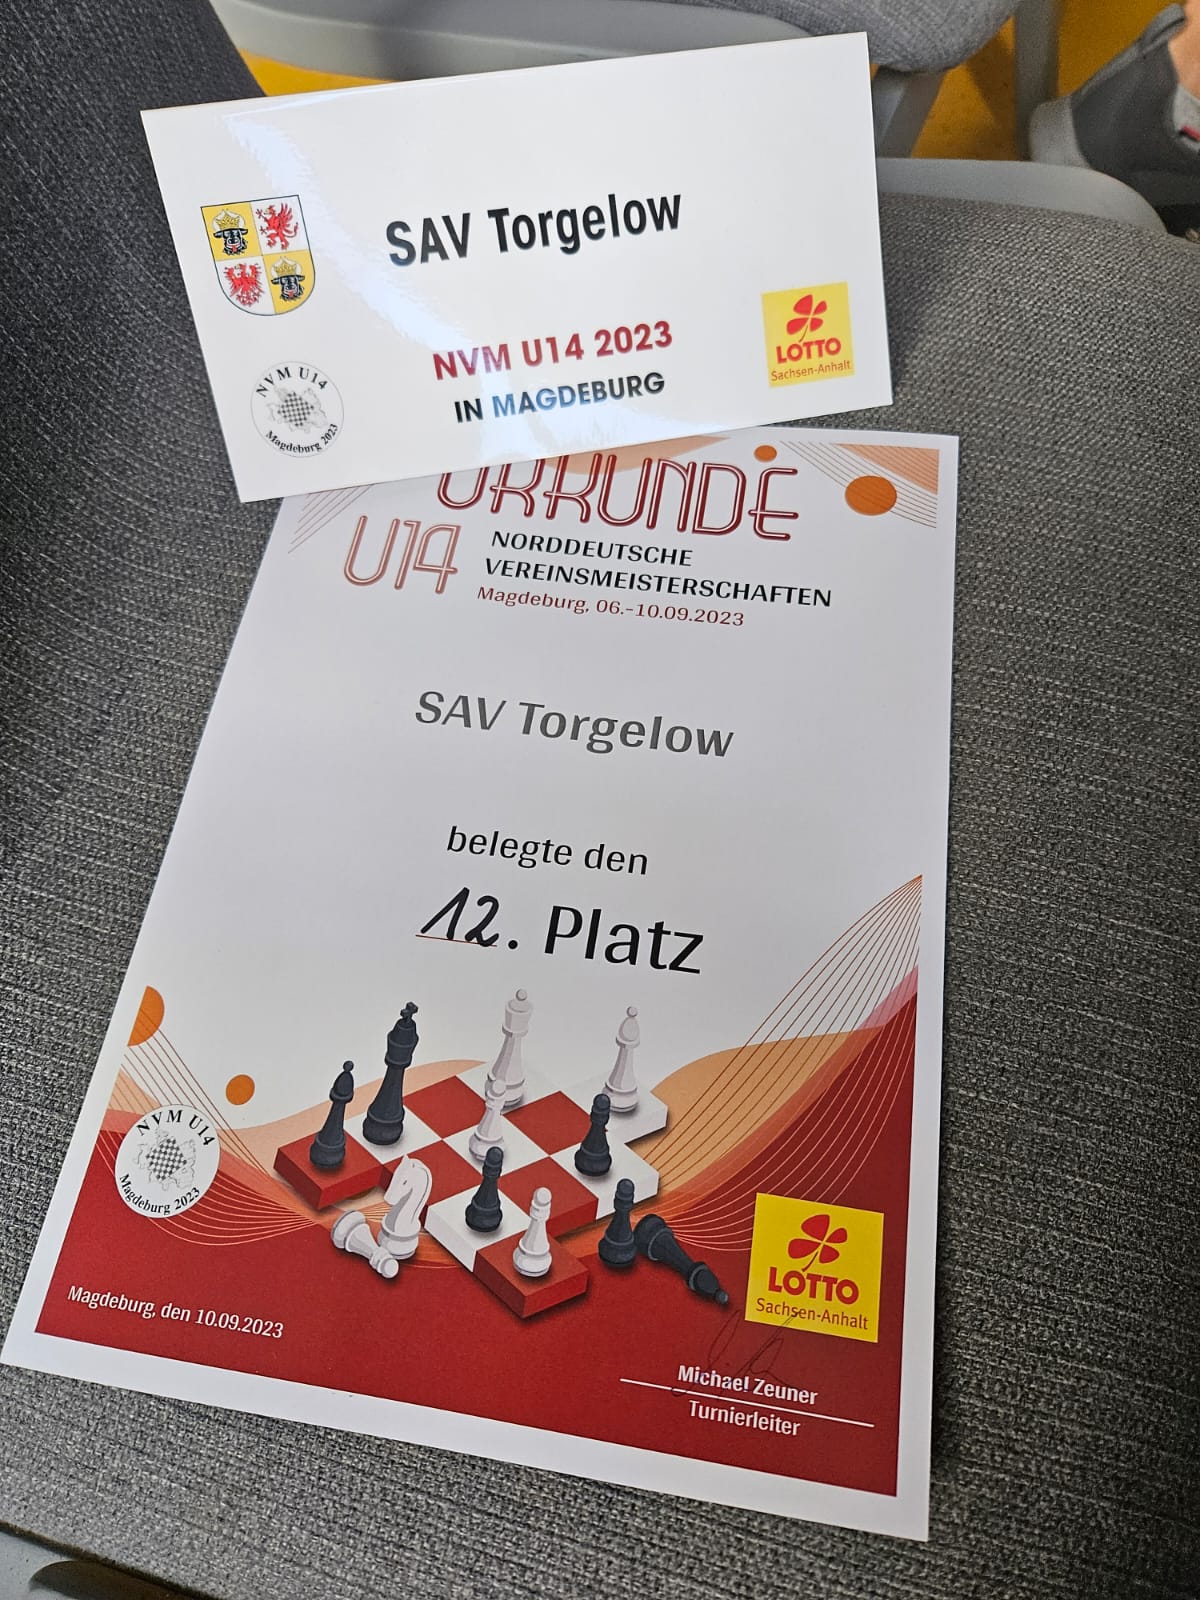 SAV Torgelow
NVM U14 2023
IN MAGDEBURG
NVM U14
Magdeburg 2023
LOTTO
Sachsen-Anhalt
URKUNDE
U14
NORDDEUTSCHE
VEREINSMEISTERSCHAFTEN
Magdeburg, 06.-10.09.2023
SAV Torgelow
belegte den
12. Platz
NVM U14
Magdeburg 2023
LOTTO
Sachsen-Anhalt
Magdeburg, den 10.09.2023
Michael Zeuner
Turnierleiter